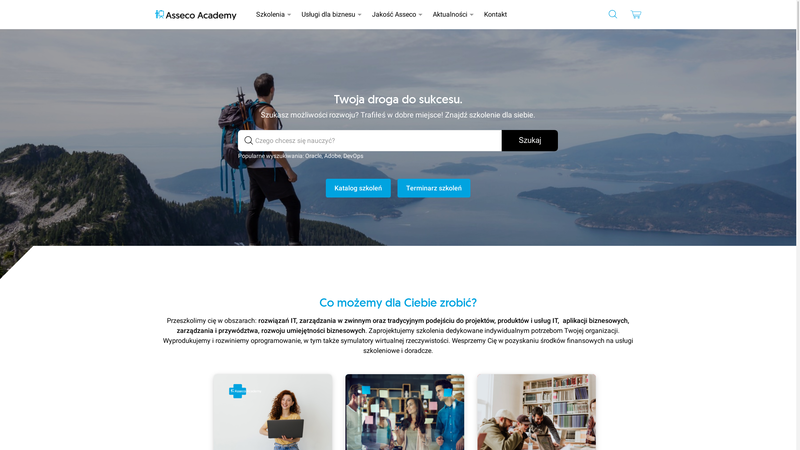 Asseco Academy
Szkolenia Usługi dla biznesu Jakość Asseco Aktualności Kontakt
Twoja droga do sukcesu.
Szukasz możliwości rozwoju? Trafiłeś w dobre miejsce! Znajdź szkolenie dla siebie.
Czego chcesz się nauczyć? Szukaj
Popularne wyszukiwania: Oracle, Adobe, DevOps
Katalog szkoleń Terminarz szkoleń
Co możemy dla Ciebie zrobić?
Przeszkolimy cię w obszarach: rozwiązań IT, zarządzania w zwinnym oraz tradycyjnym podejściu do projektów, produktów i usług IT, aplikacji biznesowych,
zarządzania i przywództwa, rozwoju umiejętności biznesowych. Zaprojektujemy szkolenia dedykowane indywidualnym potrzebom Twojej organizacji.
Wyprodukujemy i rozwiniemy oprogramowanie, w tym także symulatory wirtualnej rzeczywistości. Wesprzemy Cię w pozyskaniu środków finansowych na usługi
szkoleniowe i doradcze.